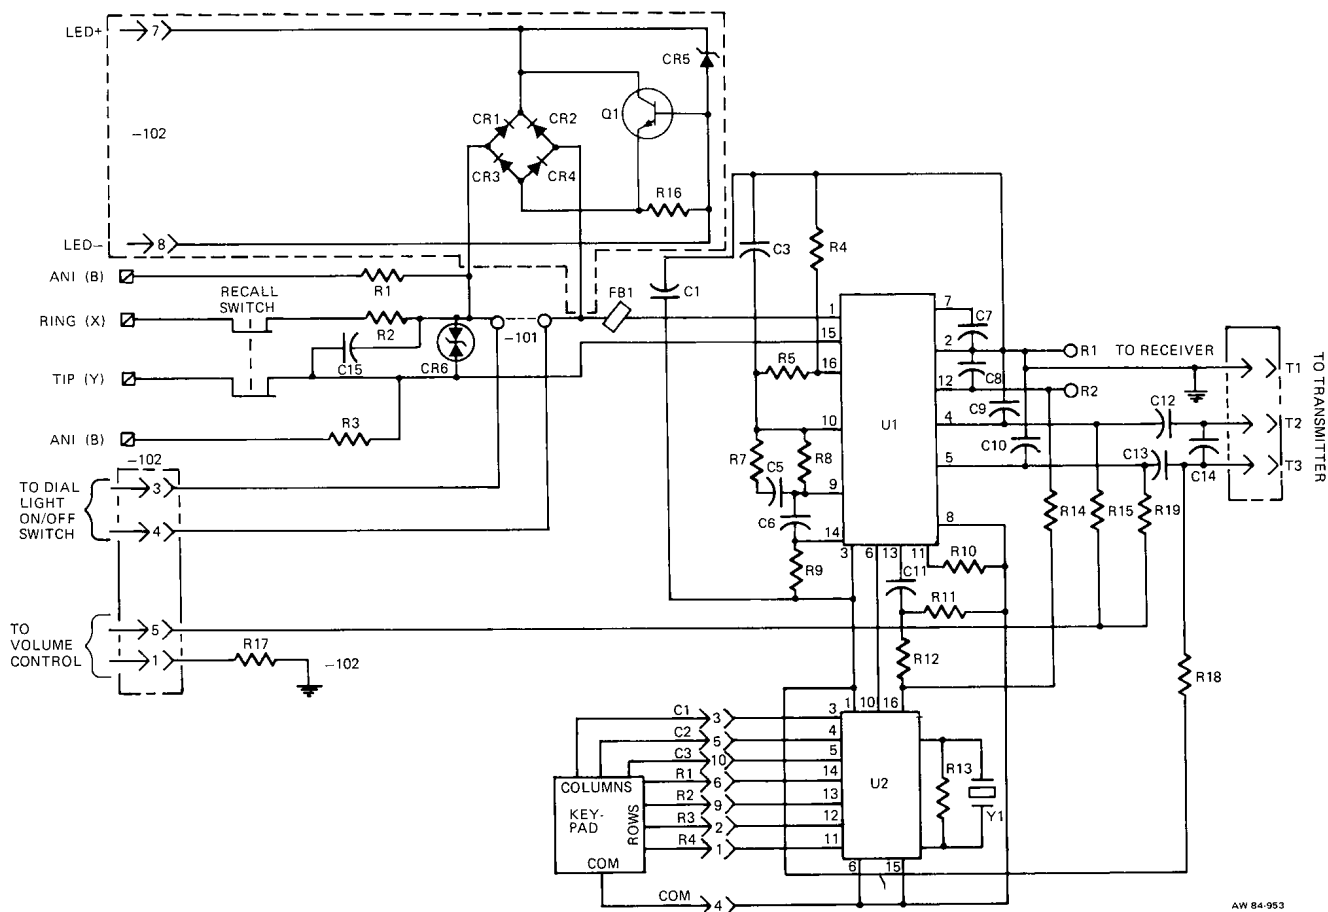 LED+
7
CR5
Q1
CR1
CR2
-102
CR3
CR4
R16
LED-
8
ANI (B)
R1
RECALL
SWITCH
FB1
C1
C3
R4
RING (X)
R2
-101
1
7
C7
15
2
R1
TO RECEIVER
T1
C15
CR6
TIP (Y)
R5
16
C8
12
R2
C9
C12
R3
ANI (B)
10
U1
4
T2
C10
-102
R7
C5
R8
5
C13
C14
T3
TO TRANSMITTER
TO DIAL
LIGHT
ON/OFF
SWITCH
3
4
9
C6
14
8
R14
R15
R19
3
6
13
11
R10
R9
C11
R11
TO
VOLUME
CONTROL
5
1
R17
-102
R12
R18
1
10
16
C1
3
3
C2
5
4
C3
10
5
R1
6
14
R2
9
13
R3
2
12
R4
1
11
COLUMNS
KEY-
PAD
ROWS
COM
U2
R13
Y1
6
15
COM
4
AW 84-953